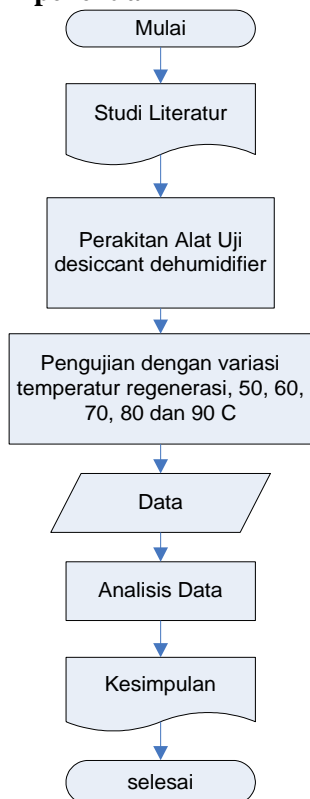 Mulai
Studi Literatur
Perakitan Alat Uji
desiccant dehumidifier
Pengujian dengan variasi
temperatur regenerasi, 50, 60,
70, 80 dan 90 C
Data
Analisis Data
Kesimpulan
selesai